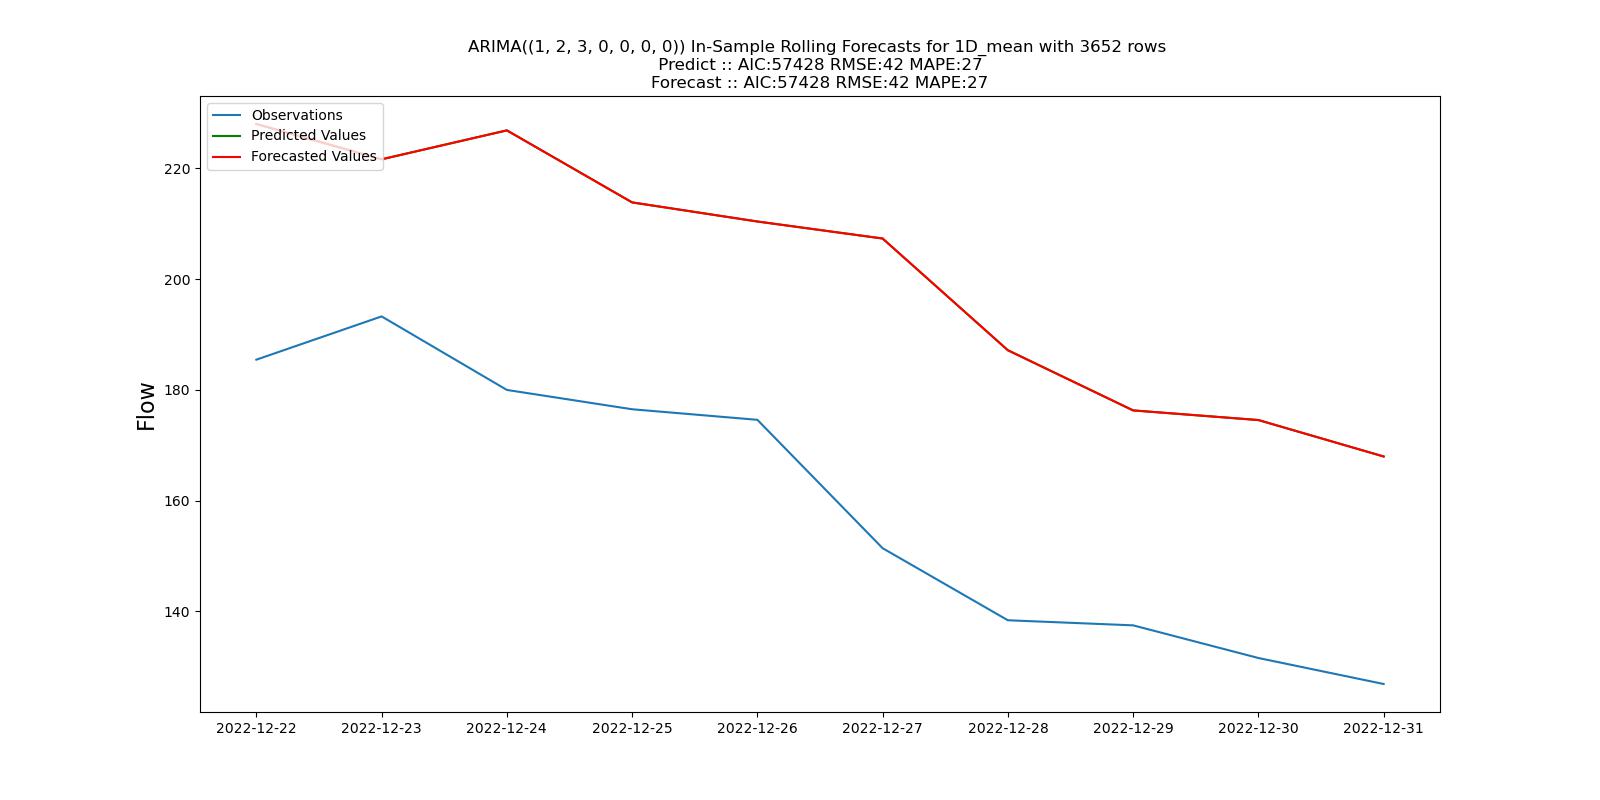 ARIMA((1, 2, 3, 0, 0, 0, 0)) In-Sample Rolling Forecasts for 1D_mean with 3652 rows
Predict :: AIC:57428 RMSE:42 MAPE:27
Forecast :: AIC:57428 RMSE:42 MAPE:27
Observations
Predicted Values
Forecasted Values
220
200
180
160
140
Flow
2022-12-22 2022-12-23 2022-12-24 2022-12-25 2022-12-26 2022-12-27 2022-12-28 2022-12-29 2022-12-30 2022-12-31